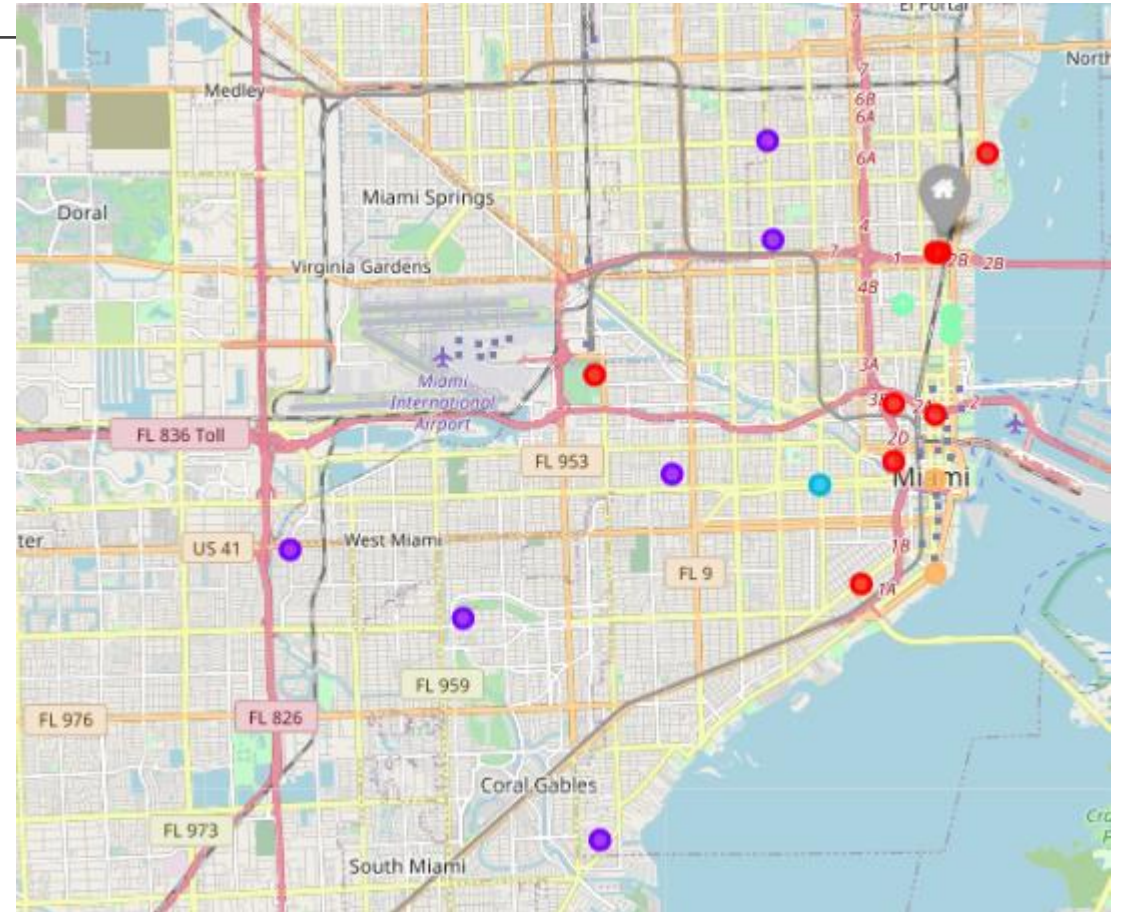 El Portal
7
North
7
Medley
6B
6A
6A
Miami Springs
Doral
4
Virginia Gardens
7
1
2B
2B
4B
3A
Miami
International
Airport
2
FL 836 Toll
2D
FL 953
Miami
ter
US 41
West Miami
1B
FL 9
1A
FL 959
FL 976
FL 826
Coral Gables
FL 973
South Miami